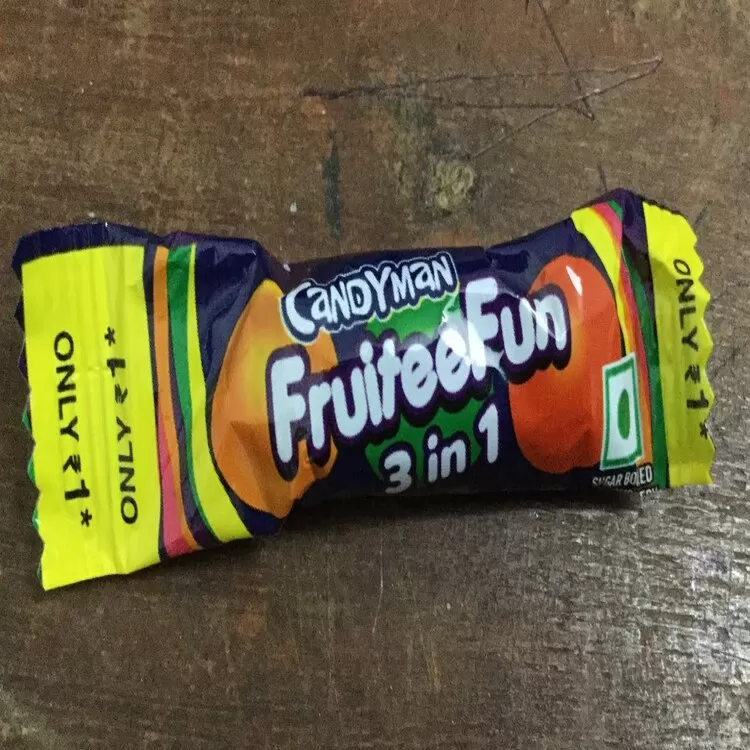 CANDYMAN
FruiteeFun
3 in 1
ONLY ₹1*
ONLY ₹1*
ONLY ₹1*
SUGAR BOILED